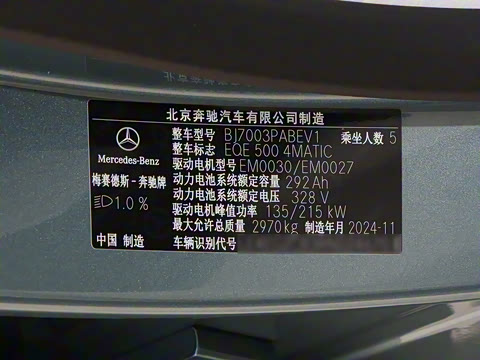 北京奔驰汽车有限公司制造
整车型号 BJ7003PABEV1 乘坐人数 5
整车标志 EQE 500 4MATIC
Mercedes-Benz
驱动电机型号 EM0030/EM0027
梅赛德斯-奔驰牌
动力电池系统额定容量 292 Ah
动力电池系统额定电压 328 V
1.0 %
驱动电机峰值功率 135/215 kW
最大允许总质量 2970kg 制造年月 2024-11
中国 制造
车辆识别代号